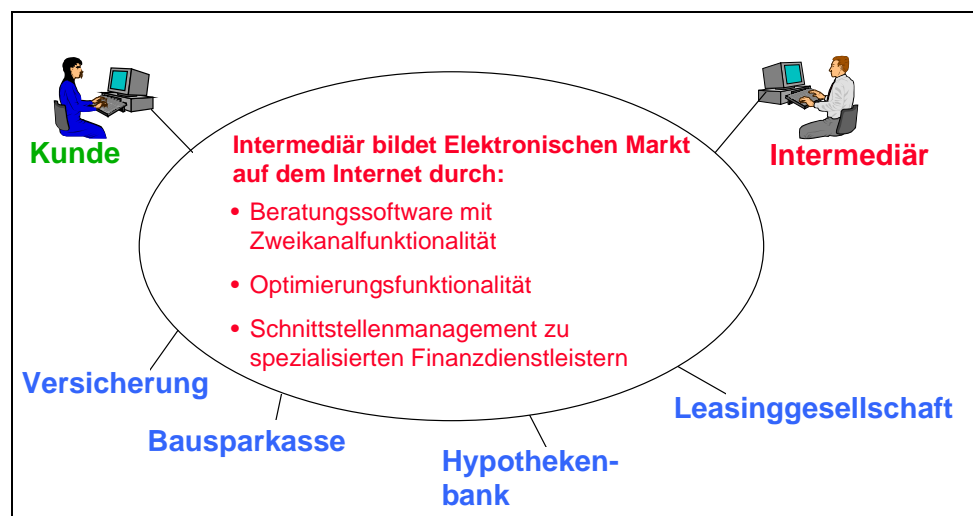 Kunde
Intermediär
Intermediär bildet Elektronischen Markt
auf dem Internet durch:
• Beratungssoftware mit
Zweikanalfunktionalität
• Optimierungsfunktionalität
• Schnittstellenmanagement zu
spezialisierten Finanzdienstleistern
Versicherung
Bausparkasse
Hypotheken-
bank
Leasinggesellschaft